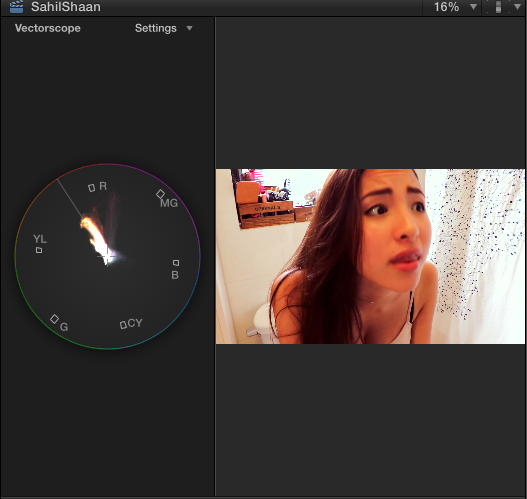 SahilShaan
16%
Vectorscope
Settings
R
MG
YL
B
G
CY